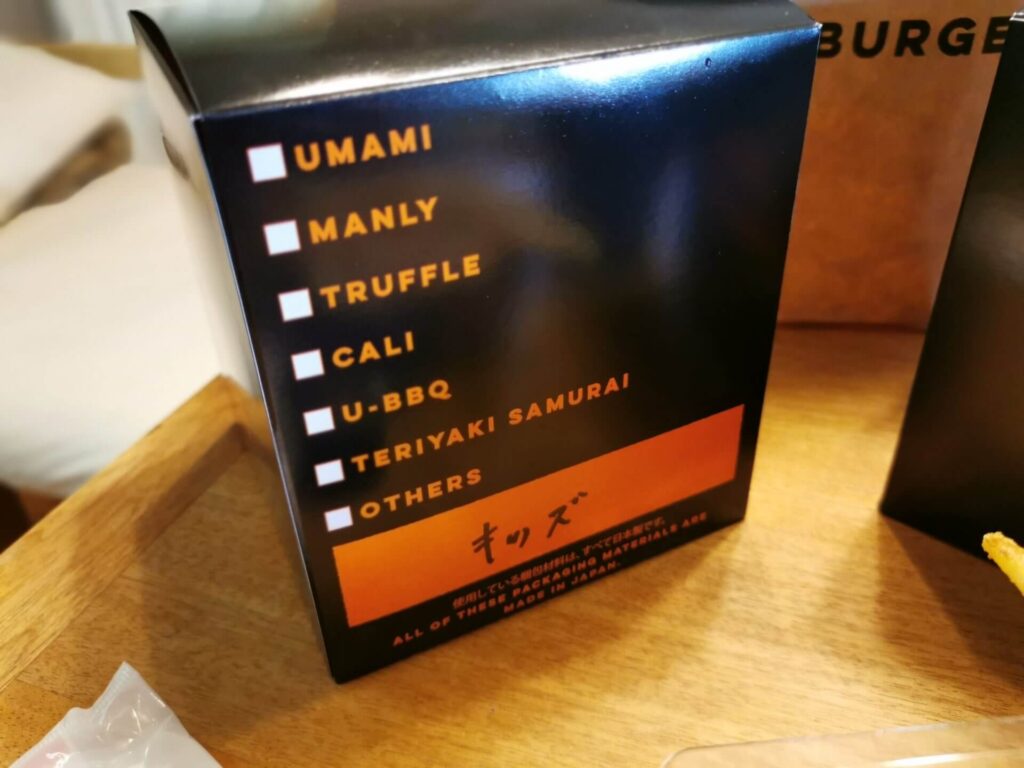 BURGE
UMAMI
MANLY
TRUFFLE
CALI
U-BBQ
TERIYAKI SAMURAI
OTHERS
キッズ
使用している梱包材料は、すべて日本製です。
ALL OF THESE PACKAGING MATERIALS ARE
MADE IN JAPAN.